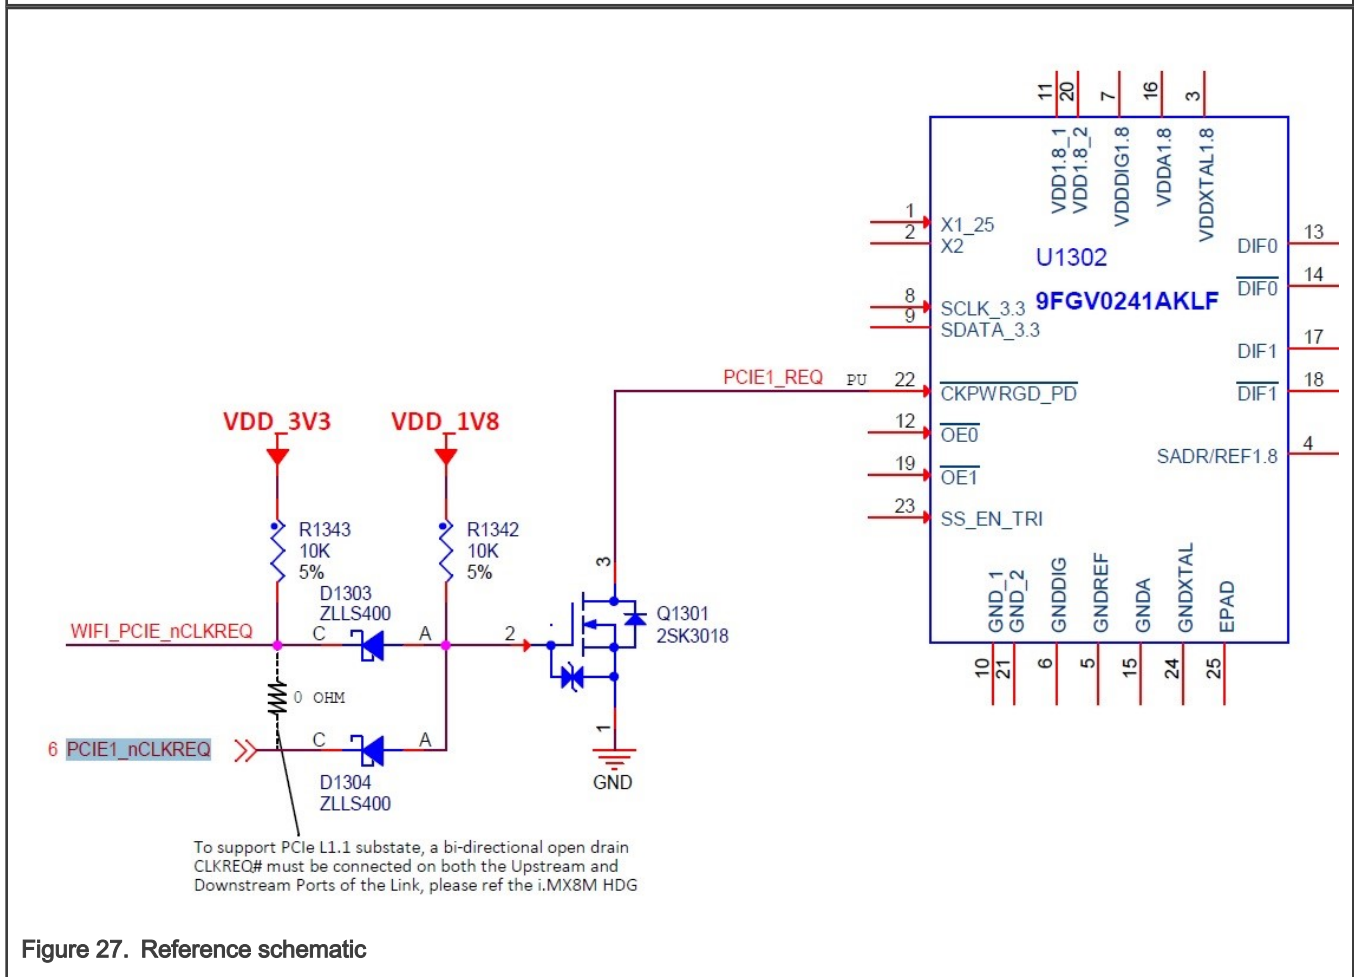 11
20
7
16
3
VDD1.8_1
VDD1.8_2
VDDDIG1.8
VDDA1.8
VDDXTAL1.8
1
X1_25
2
X2
U1302
DIF0
13
14
DIF0
8
SCLK_3.3
9FGV0241AKLF
9
SDATA_3.3
DIF1
17
PCIE1_REQ PU 22
CKPWRGD_PD
18
DIF1
12
OE0
19
OE1
SADR/REF1.8
4
23
SS_EN_TRI
VDD_3V3
VDD_1V8
R1343
10K
5%
R1342
10K
5%
D1303
ZLLS400
WIFI_PCIE_nCLKREQ
C
A
2
3
Q1301
2SK3018
1
GND
GND_1
GND_2
GNDDIG
GNDREF
GNDA
GNDXTAL
EPAD
10
21
6
5
15
24
25
0 OHM
6 PCIE1_nCLKREQ
C
A
D1304
ZLLS400
To support PCIe L1.1 substate, a bi-directional open drain
CLKREQ# must be connected on both the Upstream and
Downstream Ports of the Link, please ref the i.MX8M HDG
Figure 27. Reference schematic